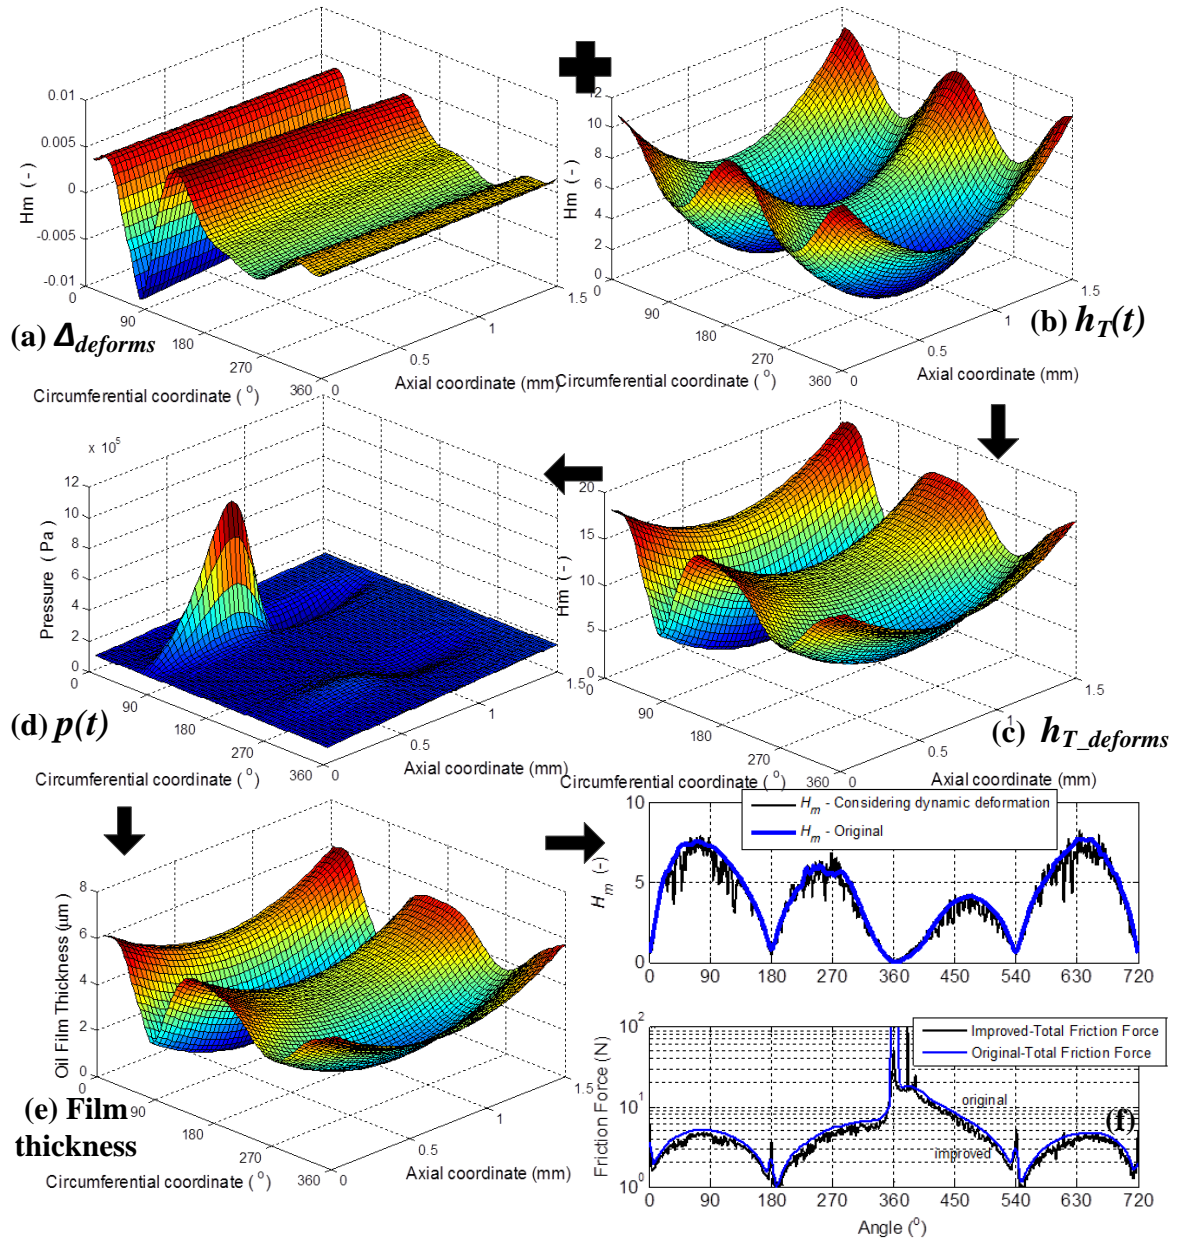 0.01
0.005
0
-0.005
-0.01
Hm ( - )
0
90
180
270
360
0
0.5
1
1.5
(a) Δdeforms
Circumferential coordinate ( o )
Axial coordinate (mm)
12
10
8
6
4
2
0
Hm ( - )
0
90
180
270
360
0
0.5
1
1.5
(b) hT(t)
Circumferential coordinate ( o )
Axial coordinate (mm)
x 10^5
12
10
8
6
4
2
0
Pressure ( Pa )
0
90
180
270
360
0
0.5
1
1.5
(d) p(t)
Circumferential coordinate ( o )
Axial coordinate (mm)
20
15
10
5
0
Hm ( - )
0
90
180
270
360
0
0.5
1
1.5
(c) hT_deforms
Circumferential coordinate ( o )
Axial coordinate (mm)
8
6
4
2
0
Oil Film Thickness (µm)
0
90
180
270
360
0
0.5
1
1.5
(e) Film
thickness
Circumferential coordinate ( o )
Axial coordinate (mm)
Hm - Considering dynamic deformation
Hm - Original
10
5
0
Hm (-)
0 90 180 270 360 450 540 630 720
Improved-Total Friction Force
Original-Total Friction Force
10^2
10^1
10^0
Friction Force (N)
original
improved
(f)
0 90 180 270 360 450 540 630 720
Angle (o)